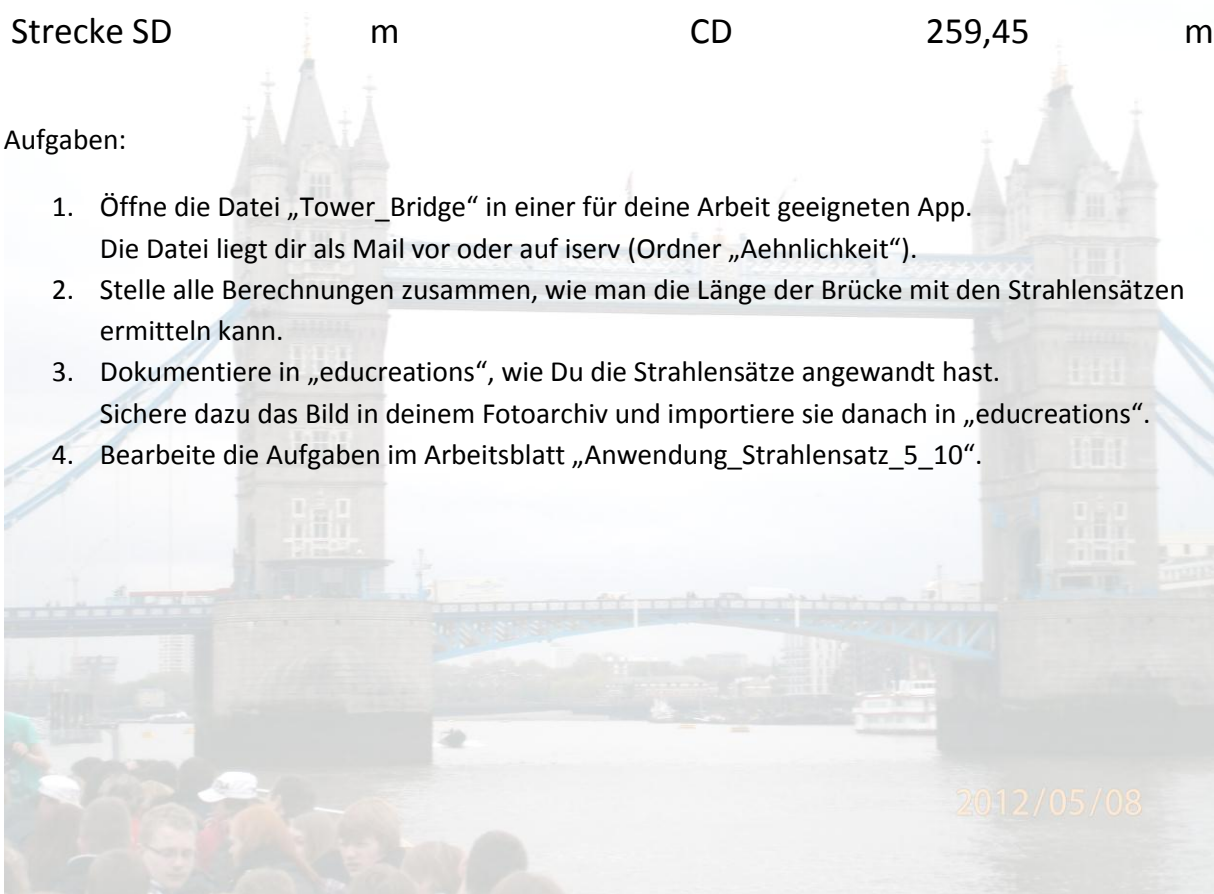 Strecke SD m CD 259,45 m
Aufgaben:
1. Öffne die Datei „Tower_Bridge“ in einer für deine Arbeit geeigneten App.
Die Datei liegt dir als Mail vor oder auf iserv (Ordner „Aehnlichkeit“).
2. Stelle alle Berechnungen zusammen, wie man die Länge der Brücke mit den Strahlensätzen
ermitteln kann.
3. Dokumentiere in „educreations“, wie Du die Strahlensätze angewandt hast.
Sichere dazu das Bild in deinem Fotoarchiv und importiere sie danach in „educreations“.
4. Bearbeite die Aufgaben im Arbeitsblatt „Anwendung_Strahlensatz_5_10“.
2012/05/08